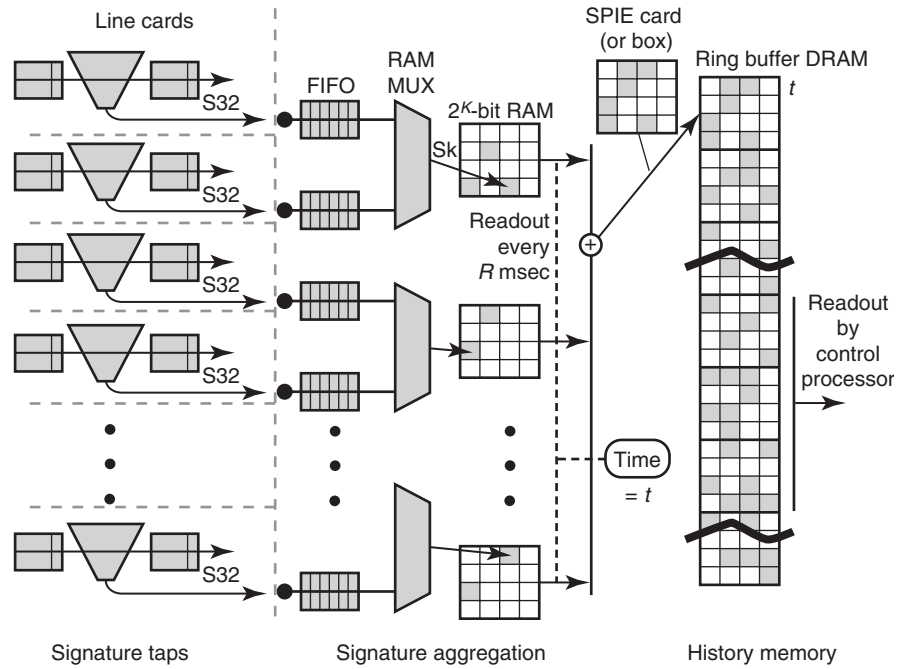 Line cards
SPIE card
(or box)
Ring buffer DRAM
t
FIFO
RAM
MUX
2^K-bit RAM
S32
Sk
S32
Readout
every
R msec
+
S32
Readout
by
control
processor
S32
Time
= t
S32
Signature taps
Signature aggregation
History memory